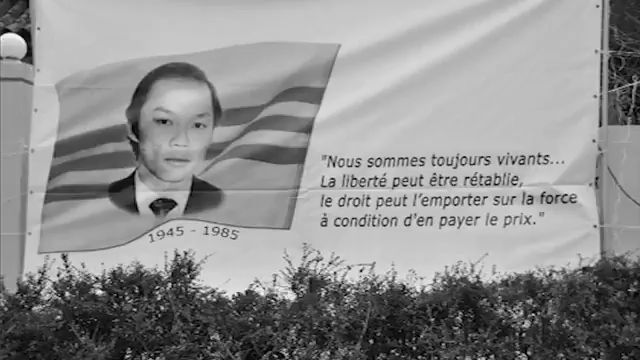 1945 - 1985
"Nous sommes toujours vivants...
La liberté peut être rétablie,
le droit peut l'emporter sur la force
à condition d'en payer le prix."